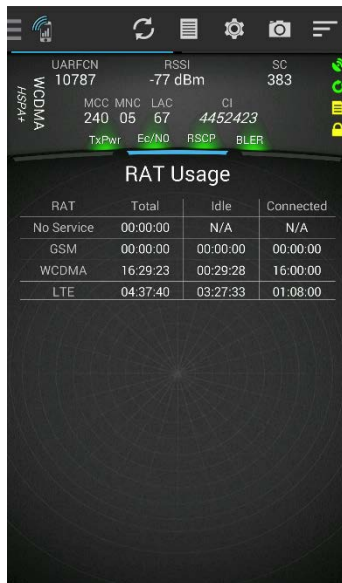 UARFCN RSSI SC
10787 -77 dBm 383
WCDMA
HSPA+
MCC MNC LAC CI
240 05 67 4452423
TxPwr Ec/N0 RSCP BLER
RAT Usage
RAT Total Idle Connected
No Service 00:00:00 N/A N/A
GSM 00:00:00 00:00:00 00:00:00
WCDMA 16:29:23 00:29:28 16:00:00
LTE 04:37:40 03:27:33 01:08:00